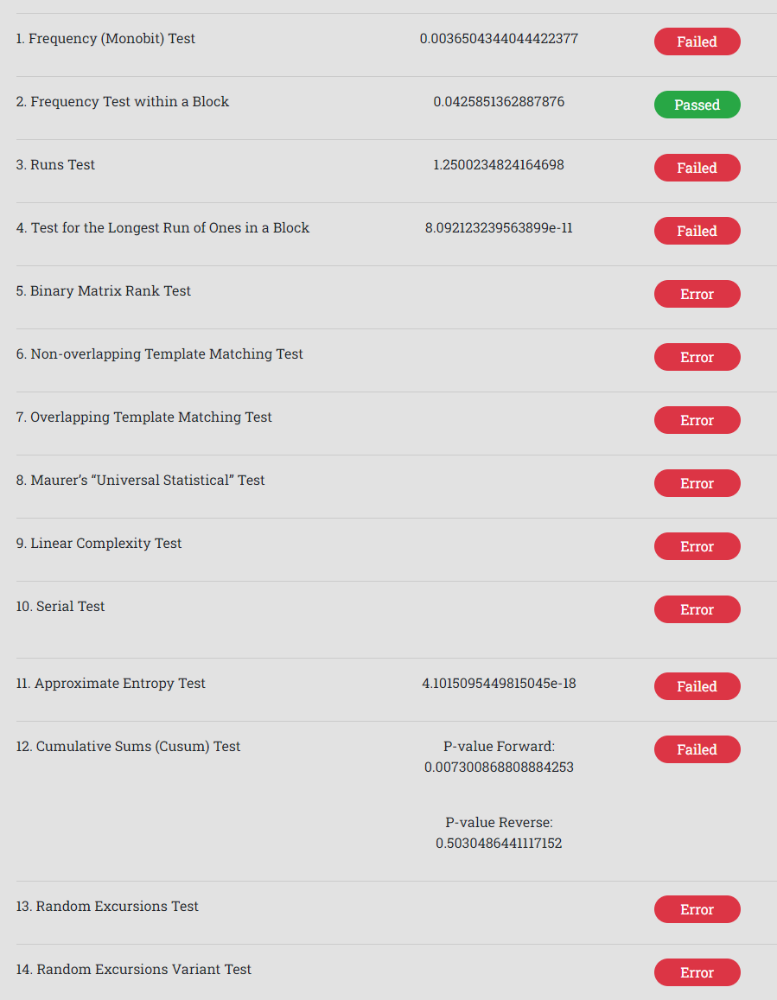 1. Frequency (Monobit) Test 0.0036504344044422377 Failed
2. Frequency Test within a Block 0.0425851362887876 Passed
3. Runs Test 1.2500234824164698 Failed
4. Test for the Longest Run of Ones in a Block 8.092123239563899e-11 Failed
5. Binary Matrix Rank Test Error
6. Non-overlapping Template Matching Test Error
7. Overlapping Template Matching Test Error
8. Maurer’s “Universal Statistical” Test Error
9. Linear Complexity Test Error
10. Serial Test Error
11. Approximate Entropy Test 4.1015095449815045e-18 Failed
12. Cumulative Sums (Cusum) Test P-value Forward: Failed
0.007300868808884253
P-value Reverse:
0.5030486441117152
13. Random Excursions Test Error
14. Random Excursions Variant Test Error